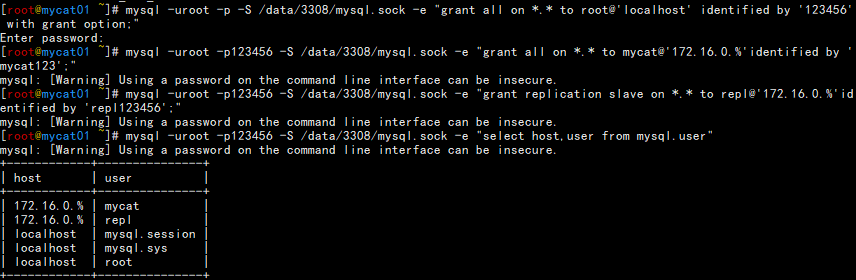 [root@mycat01 ~]# mysql -uroot -p -S /data/3308/mysql.sock -e "grant all on *.* to root@'localhost' identified by '123456'
 with grant option;"
Enter password:
[root@mycat01 ~]# mysql -uroot -p123456 -S /data/3308/mysql.sock -e "grant all on *.* to mycat@'172.16.0.%'identified by '
mycat123';"
mysql: [Warning] Using a password on the command line interface can be insecure.
[root@mycat01 ~]# mysql -uroot -p123456 -S /data/3308/mysql.sock -e "grant replication slave on *.* to repl@'172.16.0.%'id
entified by 'repl123456';"
mysql: [Warning] Using a password on the command line interface can be insecure.
[root@mycat01 ~]# mysql -uroot -p123456 -S /data/3308/mysql.sock -e "select host,user from mysql.user"
mysql: [Warning] Using a password on the command line interface can be insecure.
+------------+---------------+
| host       | user          |
+------------+---------------+
| 172.16.0.% | mycat         |
| 172.16.0.% | repl          |
| localhost  | mysql.session |
| localhost  | mysql.sys     |
| localhost  | root          |
+------------+---------------+